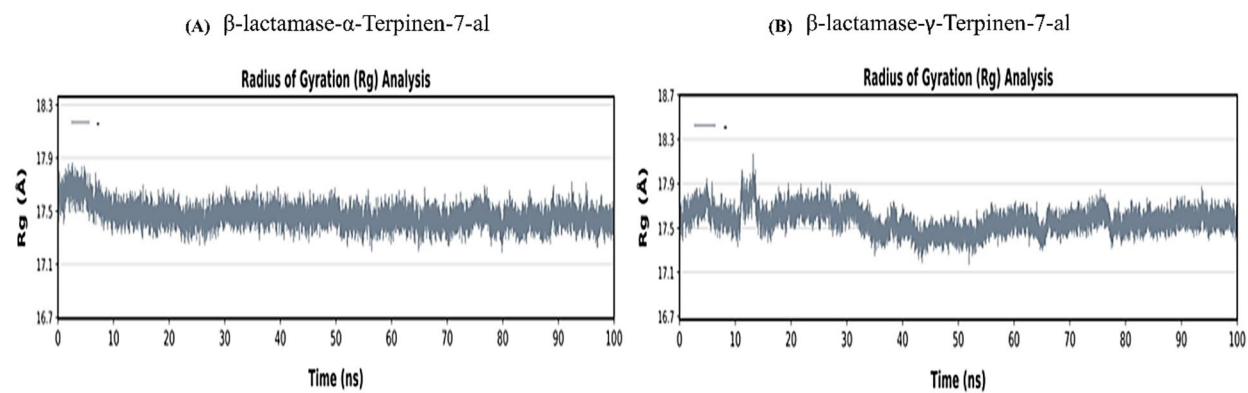 (A) β-lactamase-α-Terpinen-7-al
Radius of Gyration (Rg) Analysis
18.3
17.9
17.5
17.1
16.7
Rg (Å)
0 10 20 30 40 50 60 70 80 90 100
Time (ns)
(B) β-lactamase-γ-Terpinen-7-al
Radius of Gyration (Rg) Analysis
18.7
18.3
17.9
17.5
17.1
16.7
Rg (Å)
0 10 20 30 40 50 60 70 80 90 100
Time (ns)